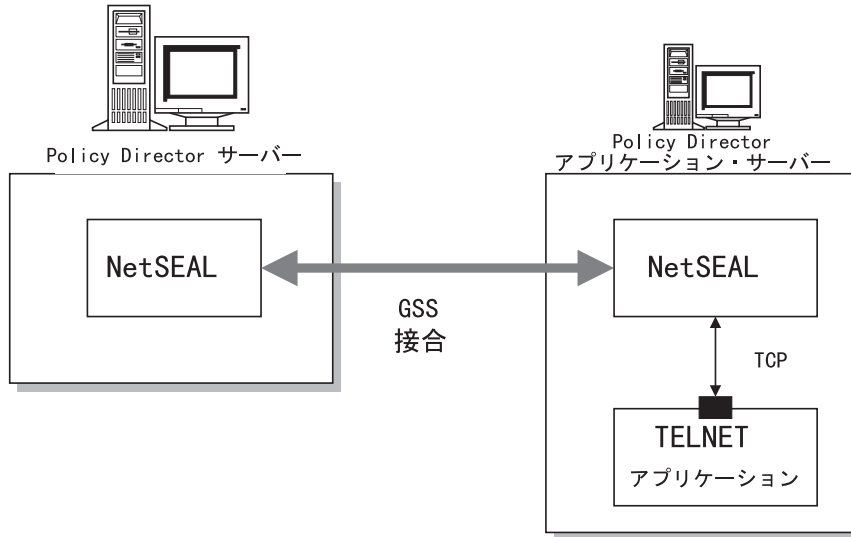 Policy Director サーバー
Policy Director
アプリケーション・サーバー
NetSEAL
NetSEAL
GSS
接合
TCP
TELNET
アプリケーション